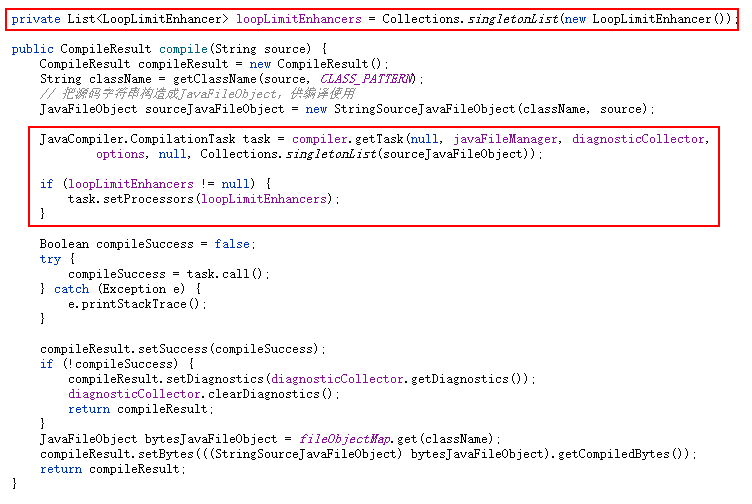 private List<LoopLimitEnhancer> loopLimitEnhancers = Collections.singletonList(new LoopLimitEnhancer());
public CompileResult compile(String source) {
CompileResult compileResult = new CompileResult();
String className = getClassName(source, CLASS_PATTERN);
// 把源码字符串构造成JavaFileObject，供编译使用
JavaFileObject sourceJavaFileObject = new StringSourceJavaFileObject(className, source);
JavaCompiler.CompilationTask task = compiler.getTask(null, javaFileManager, diagnosticCollector,
options, null, Collections.singletonList(sourceJavaFileObject));
if (loopLimitEnhancers != null) {
task.setProcessors(loopLimitEnhancers);
}
Boolean compileSuccess = false;
try {
compileSuccess = task.call();
} catch (Exception e) {
e.printStackTrace();
}
compileResult.setSuccess(compileSuccess);
if (!compileSuccess) {
compileResult.setDiagnostics(diagnosticCollector.getDiagnostics());
diagnosticCollector.clearDiagnostics();
return compileResult;
}
JavaFileObject bytesJavaFileObject = fileObjectMap.get(className);
compileResult.setBytes(((StringSourceJavaFileObject) bytesJavaFileObject).getCompiledBytes());
return compileResult;
}